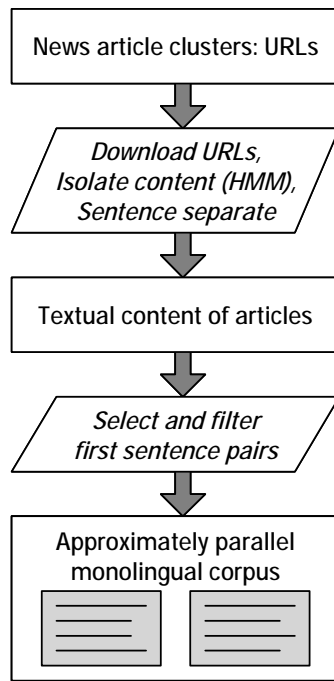 News article clusters: URLs
Download URLs,
Isolate content (HMM),
Sentence separate
Textual content of articles
Select and filter
first sentence pairs
Approximately parallel
monolingual corpus